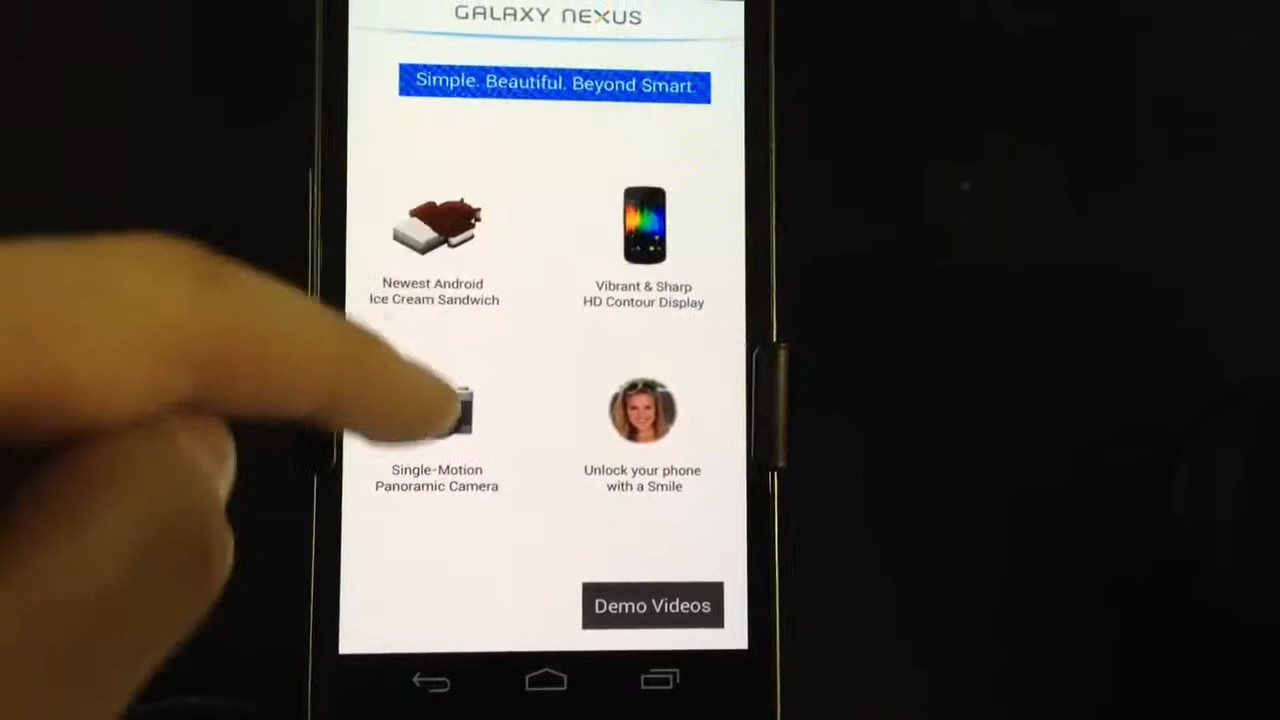 GALAXY NEXUS
Simple. Beautiful. Beyond Smart.
Newest Android
Ice Cream Sandwich
Vibrant & Sharp
HD Contour Display
Single-Motion
Panoramic Camera
Unlock your phone
with a Smile
Demo Videos